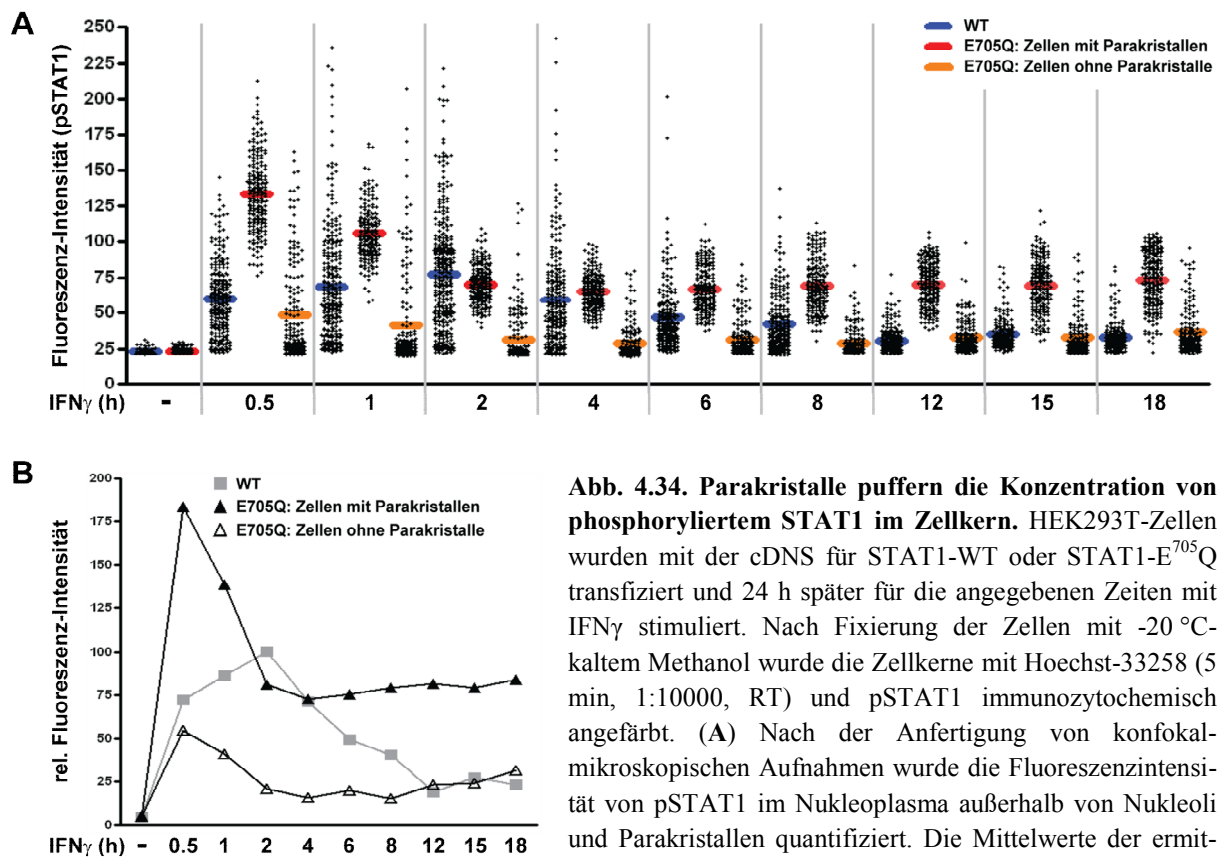 A
Fluoreszenz-Intensität (pSTAT1)
250
225
200
175
150
125
100
75
50
25
0
WT
E705Q: Zellen mit Parakristallen
E705Q: Zellen ohne Parakristalle
IFNγ (h) - 0.5 1 2 4 6 8 12 15 18
B
rel. Fluoreszenz-Intensität
200
175
150
125
100
75
50
25
0
WT
E705Q: Zellen mit Parakristallen
E705Q: Zellen ohne Parakristalle
IFNγ (h) - 0.5 1 2 4 6 8 12 15 18
Abb. 4.34. Parakristalle puffern die Konzentration von
phosphoryliertem STAT1 im Zellkern. HEK293T-Zellen
wurden mit der cDNS für STAT1-WT oder STAT1-E⁷⁰⁵Q
transfiziert und 24 h später für die angegebenen Zeiten mit
IFNγ stimuliert. Nach Fixierung der Zellen mit -20 °C-
kaltem Methanol wurde die Zellkerne mit Hoechst-33258 (5
min, 1:10000, RT) und pSTAT1 immunozytochemisch
angefärbt. (A) Nach der Anfertigung von konfokal-
mikroskopischen Aufnahmen wurde die Fluoreszenzintensi-
tät von pSTAT1 im Nukleoplasma außerhalb von Nukleoli
und Parakristallen quantifiziert. Die Mittelwerte der ermit-